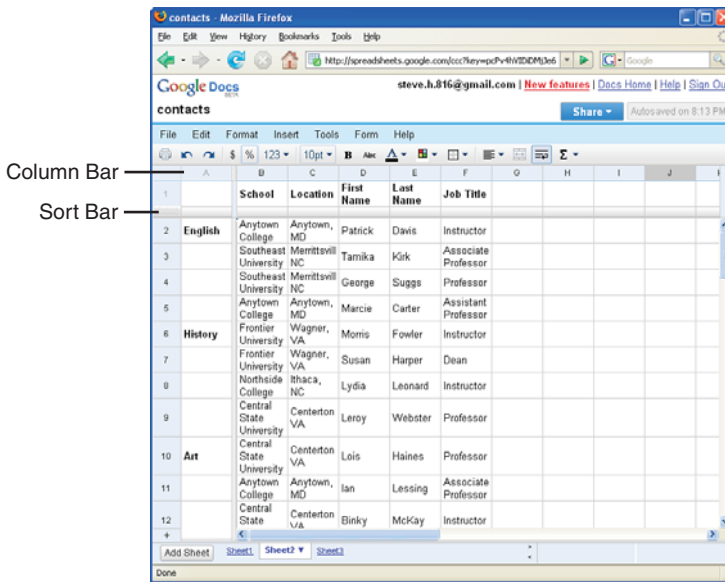 contacts - Mozilla Firefox
File Edit View History Bookmarks Tools Help
http://spreadsheets.google.com/ccc?key=pcPv4hVIDiDMjJe6 G Google
Google Docs BETA
steve.h.816@gmail.com | New features | Docs Home | Help | Sign Ou
contacts
Share Autosaved on 8:13 PM
File Edit Format Insert Tools Form Help
$ % 123 10pt B Abc A Σ
Column Bar
A B C D E F G H I J
1 School Location First Name Last Name Job Title
Sort Bar
2 English Anytown College Anytown, MD Patrick Davis Instructor
3 Southeast University Merrittsvill NC Tamika Kirk Associate Professor
4 Southeast University Merrittsvill NC George Suggs Professor
5 Anytown College Anytown, MD Marcie Carter Assistant Professor
6 History Frontier University Wagner, VA Morris Fowler Instructor
7 Frontier University Wagner, VA Susan Harper Dean
8 Northside College Ithaca, NC Lydia Leonard Instructor
9 Central State University Centerton VA Leroy Webster Professor
10 Art Central State University Centerton VA Lois Haines Professor
11 Anytown College Anytown, MD Ian Lessing Associate Professor
12 Central State Centerton VA Binky McKay Instructor
+
Add Sheet Sheet1 Sheet2 Sheet3
Done